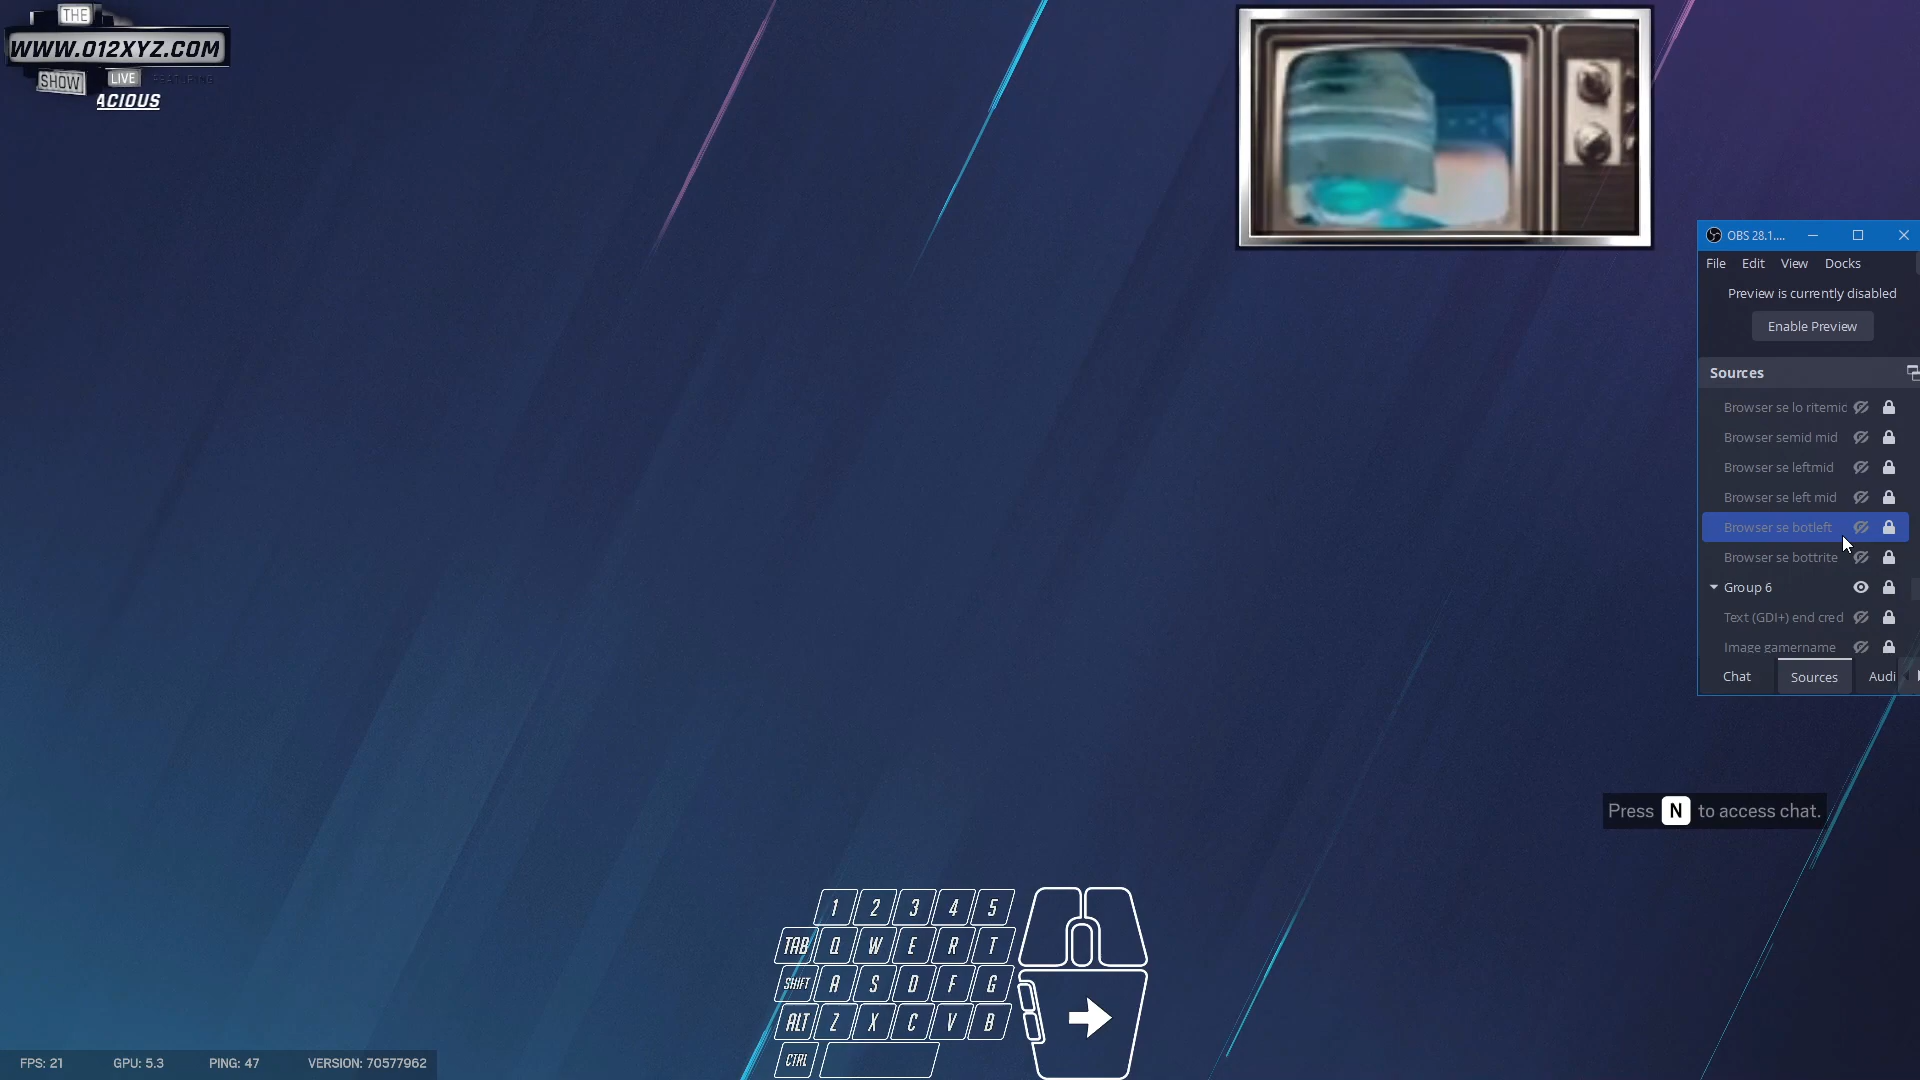 THE
WWW.012XYZ.COM
SHOW LIVE
ACIOUS
OBS 28.1....
File Edit View Docks
Preview is currently disabled
Enable Preview
Sources
Browser se lo ritemic
Browser semid mid
Browser se leftmid
Browser se left mid
Browser se botleft
Browser se bottrite
Group 6
Text (GDI+) end cred
Image gamername
Chat Sources Audi
Press N to access chat.
1 2 3 4 5
TAB Q W E R T
SHIFT A S D F G
ALT Z X C V B
CTRL
FPS: 21 GPU: 5.3 PING: 47 VERSION: 70577962